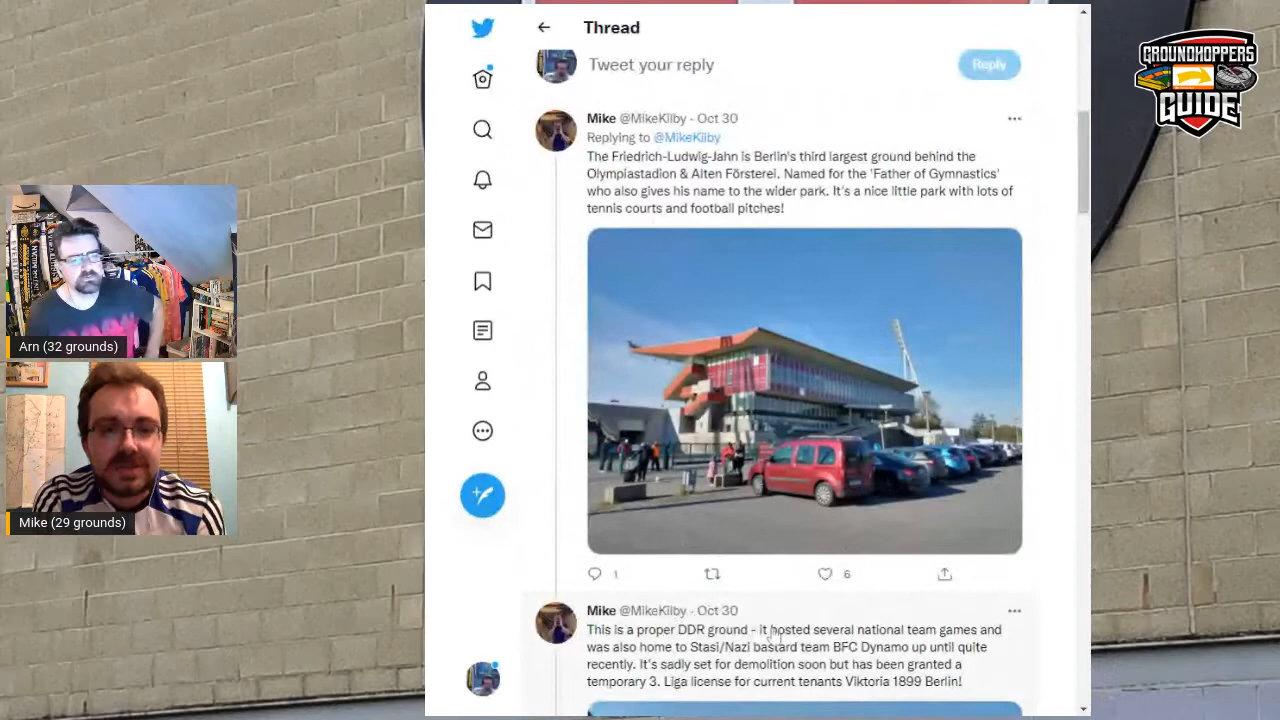 Thread
GROUNDHOPPERS
GUIDE
Tweet your reply
Reply
Mike @MikeKilby - Oct 30
Replying to @MikeKilby
The Friedrich-Ludwig-Jahn is Berlin's third largest ground behind the
Olympiastadion & Alten Försterei. Named for the 'Father of Gymnastics'
who also gives his name to the wider park. It's a nice little park with lots of
tennis courts and football pitches!
Arn (32 grounds)
Mike (29 grounds)
1
6
Mike @MikeKilby - Oct 30
This is a proper DDR ground - it hosted several national team games and
was also home to Stasi/Nazi bastard team BFC Dynamo up until quite
recently. It's sadly set for demolition soon but has been granted a
temporary 3. Liga license for current tenants Viktoria 1899 Berlin!